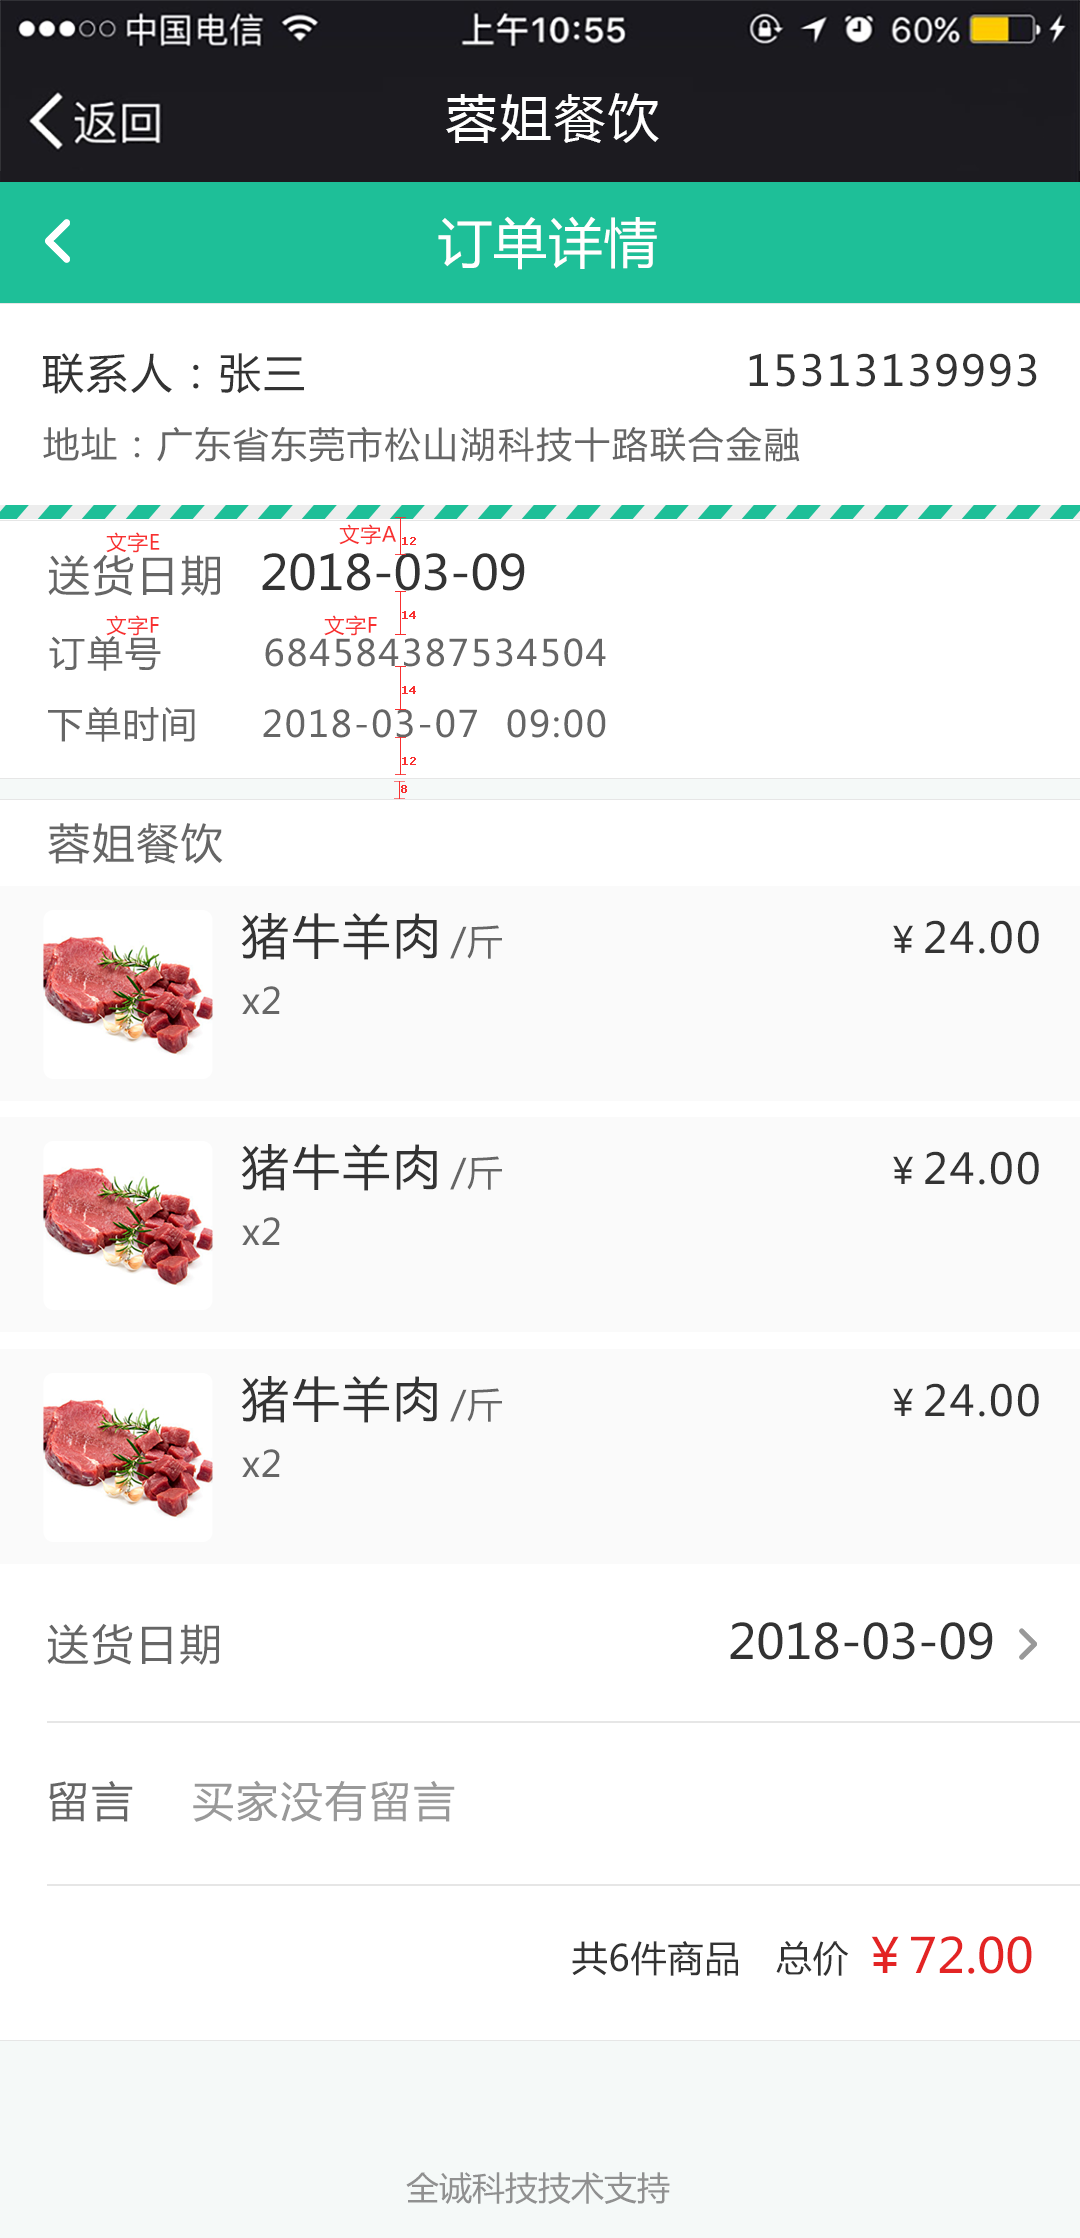 中国电信 上午10:55 60%
返回 蓉姐餐饮
订单详情
联系人：张三 15313139993
地址：广东省东莞市松山湖科技十路联合金融
文字E 文字A 12
送货日期 2018-03-09
14
文字F 文字F
订单号 684584387534504
14
下单时间 2018-03-07 09:00
12
8
蓉姐餐饮
猪牛羊肉 /斤 ¥ 24.00
x2
猪牛羊肉 /斤 ¥ 24.00
x2
猪牛羊肉 /斤 ¥ 24.00
x2
送货日期 2018-03-09
留言 买家没有留言
共6件商品 总价 ¥ 72.00
全诚科技技术支持